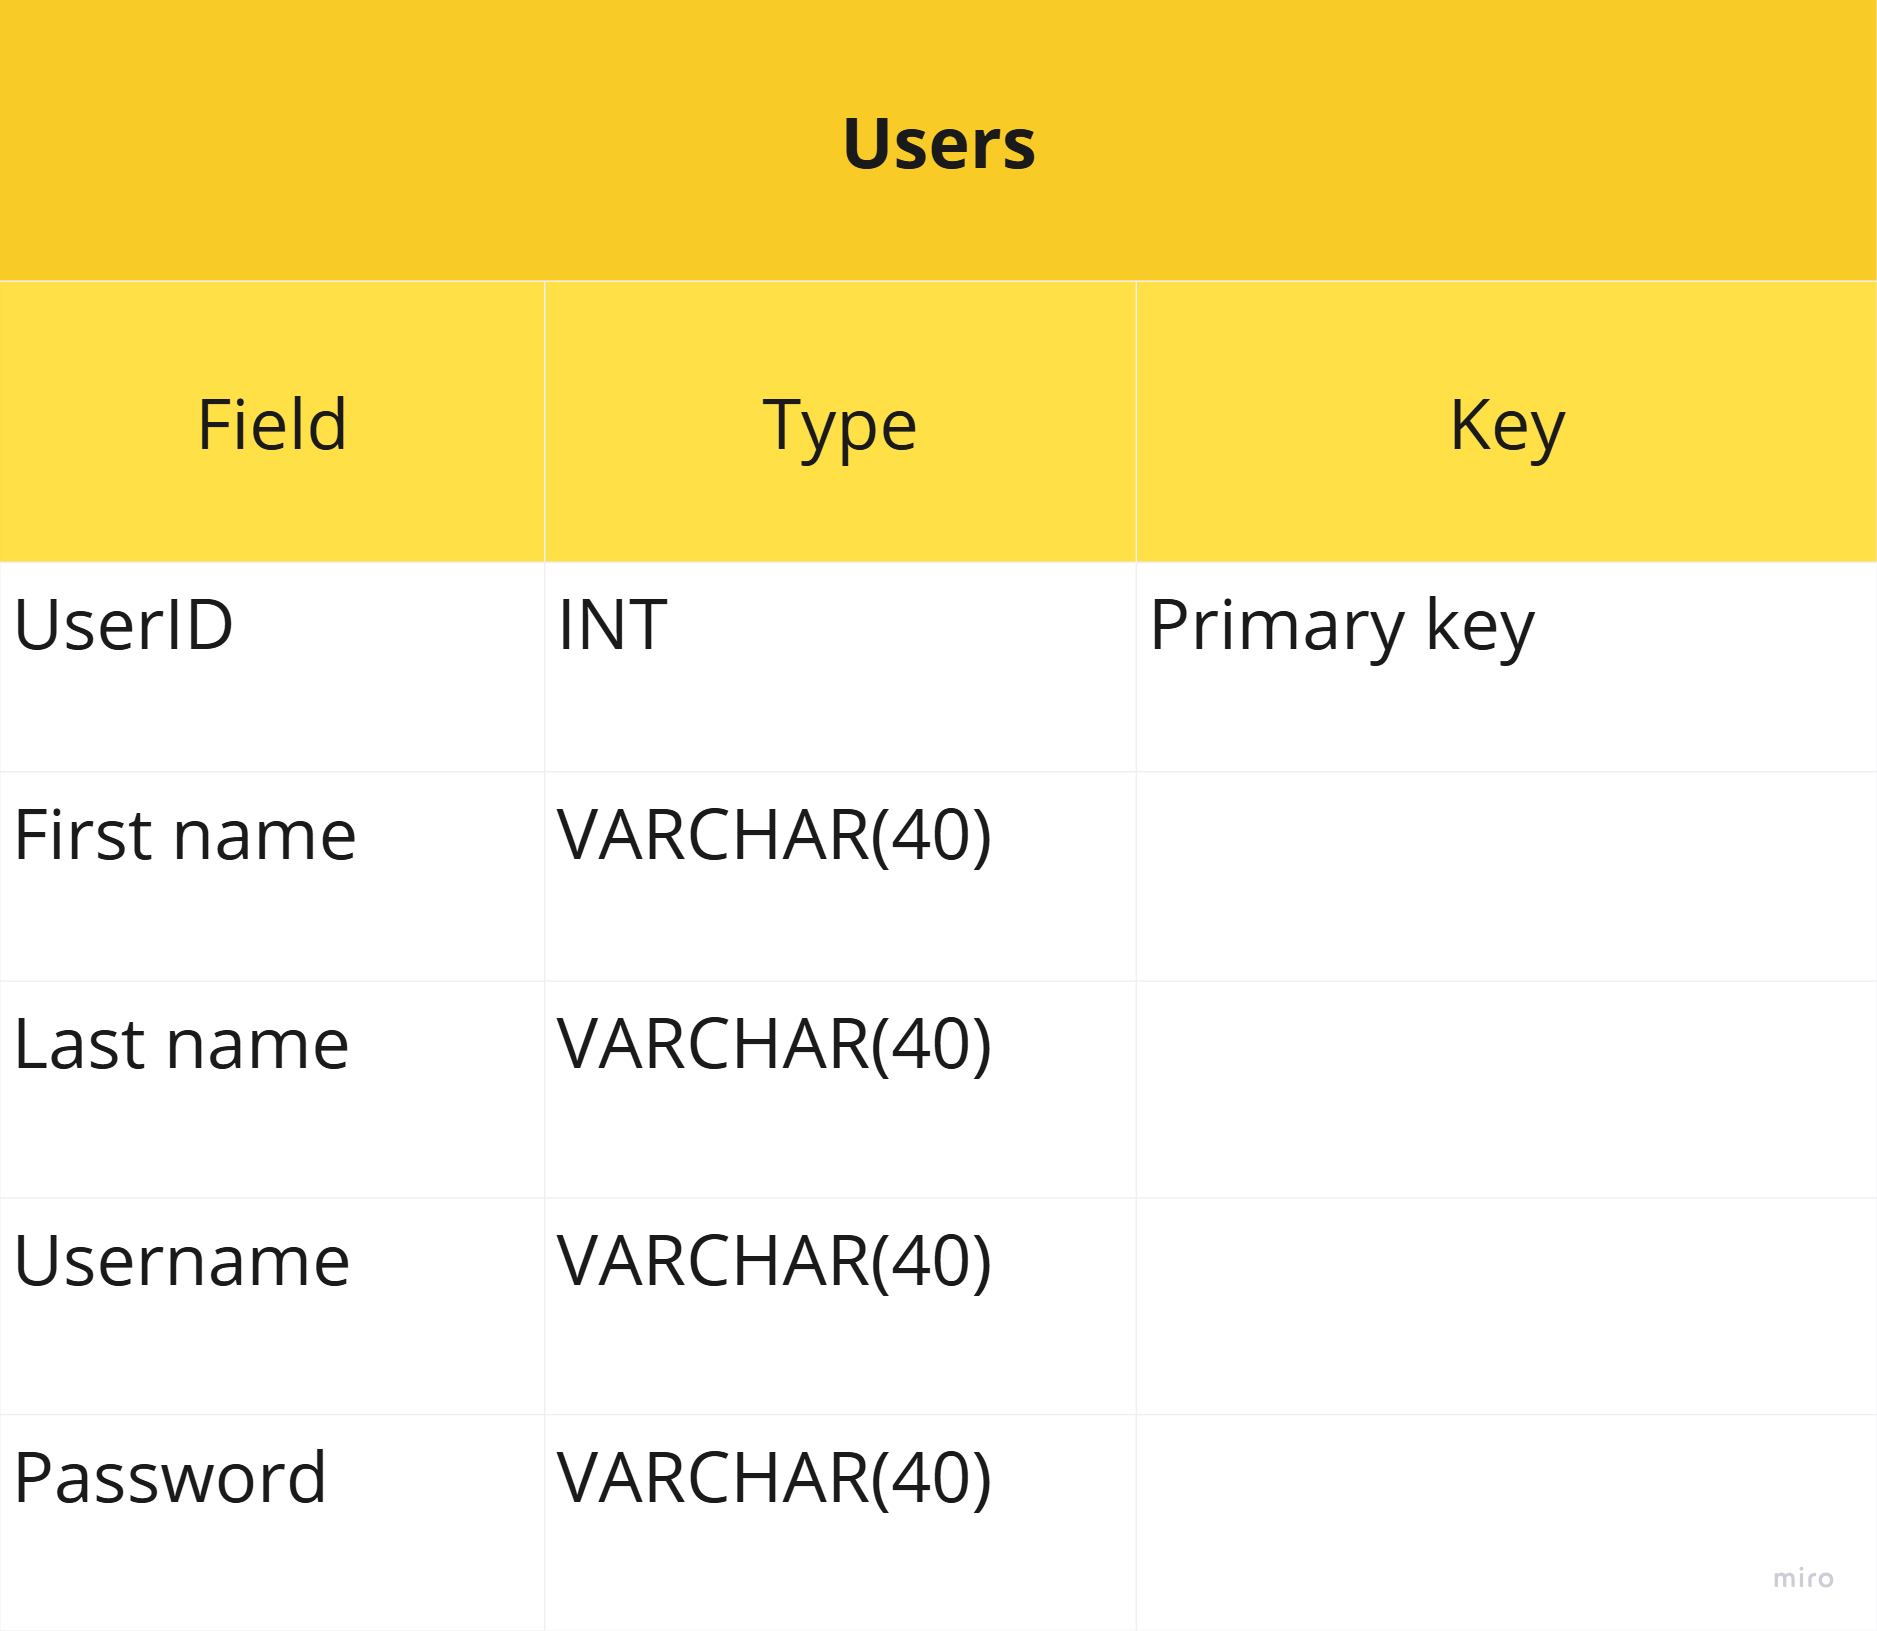 Users
Field Type Key
UserID INT Primary key
First name VARCHAR(40)
Last name VARCHAR(40)
Username VARCHAR(40)
Password VARCHAR(40)
miro